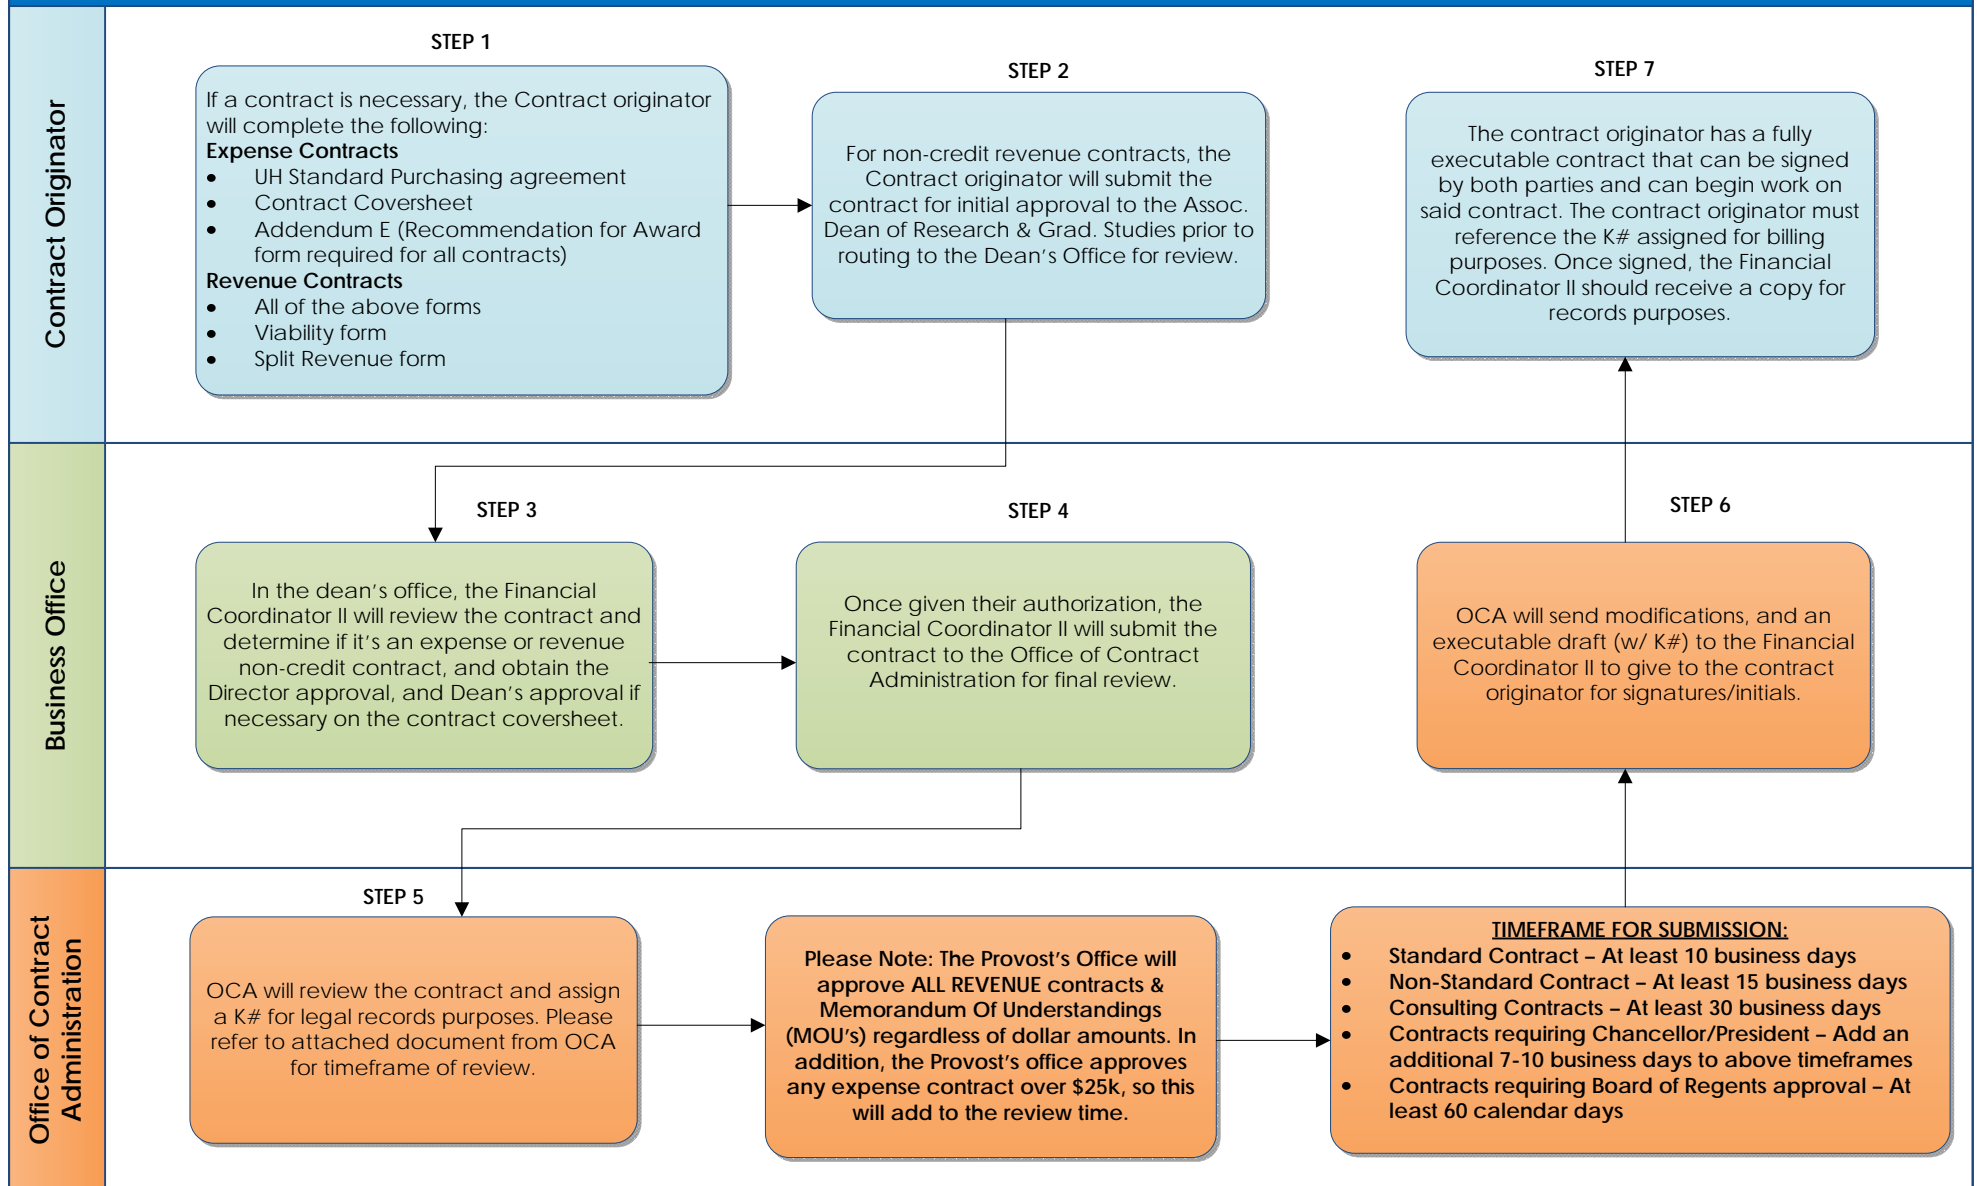 Contract Originator
STEP 1
If a contract is necessary, the Contract originator
will complete the following:
Expense Contracts
• UH Standard Purchasing agreement
• Contract Coversheet
• Addendum E (Recommendation for Award
form required for all contracts)
Revenue Contracts
• All of the above forms
• Viability form
• Split Revenue form
STEP 2
For non-credit revenue contracts, the
Contract originator will submit the
contract for initial approval to the Assoc.
Dean of Research & Grad. Studies prior to
routing to the Dean's Office for review.
STEP 7
The contract originator has a fully
executable contract that can be signed
by both parties and can begin work on
said contract. The contract originator must
reference the K# assigned for billing
purposes. Once signed, the Financial
Coordinator II should receive a copy for
records purposes.
Business Office
STEP 3
In the dean's office, the Financial
Coordinator II will review the contract and
determine if it's an expense or revenue
non-credit contract, and obtain the
Director approval, and Dean's approval if
necessary on the contract coversheet.
STEP 4
Once given their authorization, the
Financial Coordinator II will submit the
contract to the Office of Contract
Administration for final review.
STEP 6
OCA will send modifications, and an
executable draft (w/ K#) to the Financial
Coordinator II to give to the contract
originator for signatures/initials.
Office of Contract
Administration
STEP 5
OCA will review the contract and assign
a K# for legal records purposes. Please
refer to attached document from OCA
for timeframe of review.
Please Note: The Provost's Office will
approve ALL REVENUE contracts &
Memorandum Of Understandings
(MOU's) regardless of dollar amounts. In
addition, the Provost's office approves
any expense contract over $25k, so this
will add to the review time.
TIMEFRAME FOR SUBMISSION:
• Standard Contract – At least 10 business days
• Non-Standard Contract – At least 15 business days
• Consulting Contracts – At least 30 business days
• Contracts requiring Chancellor/President – Add an
additional 7-10 business days to above timeframes
• Contracts requiring Board of Regents approval – At
least 60 calendar days